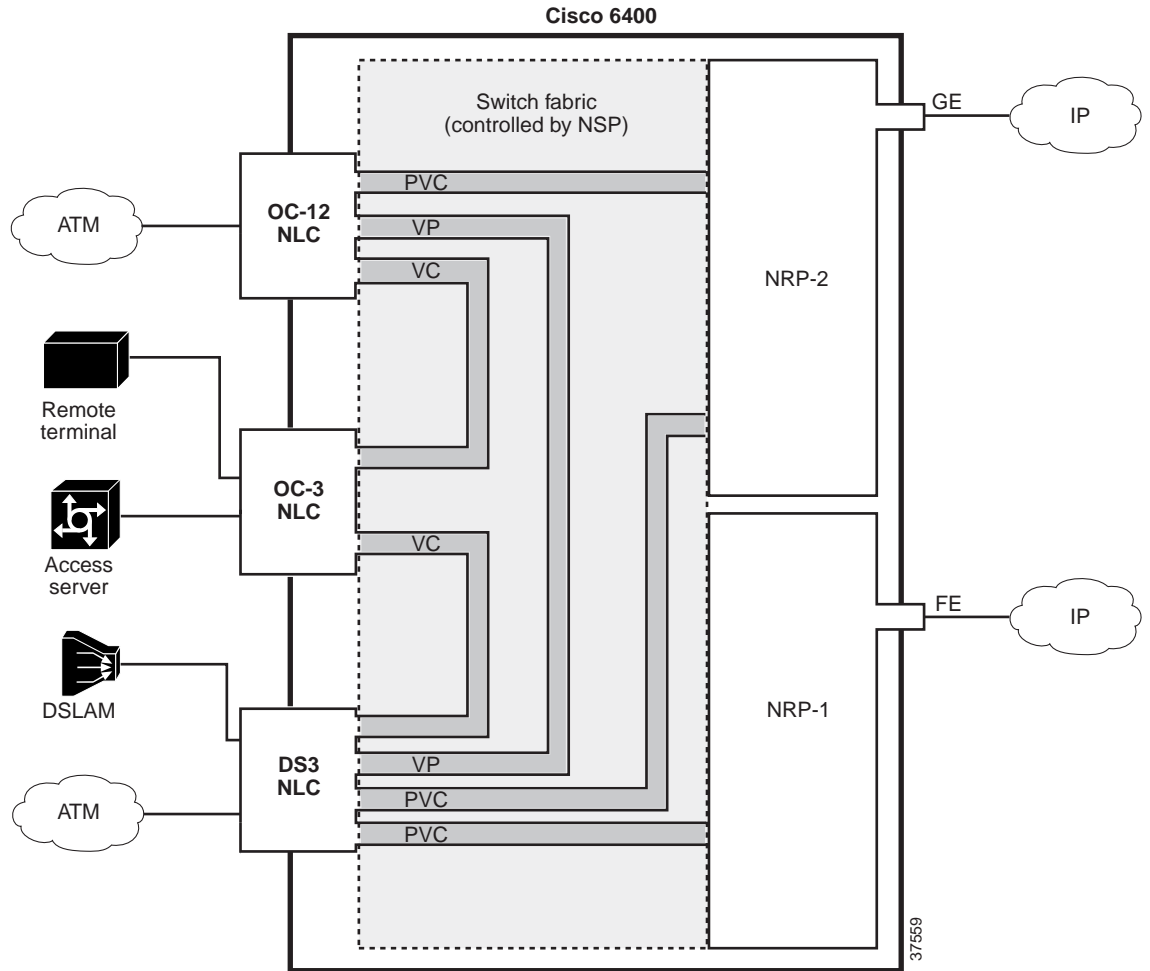 Cisco 6400
Switch fabric
(controlled by NSP)
GE
IP
PVC
OC-12
NLC
ATM
VP
VC
NRP-2
Remote
terminal
OC-3
NLC
VC
Access
server
FE
IP
DSLAM
NRP-1
DS3
NLC
VP
ATM
PVC
PVC
37559